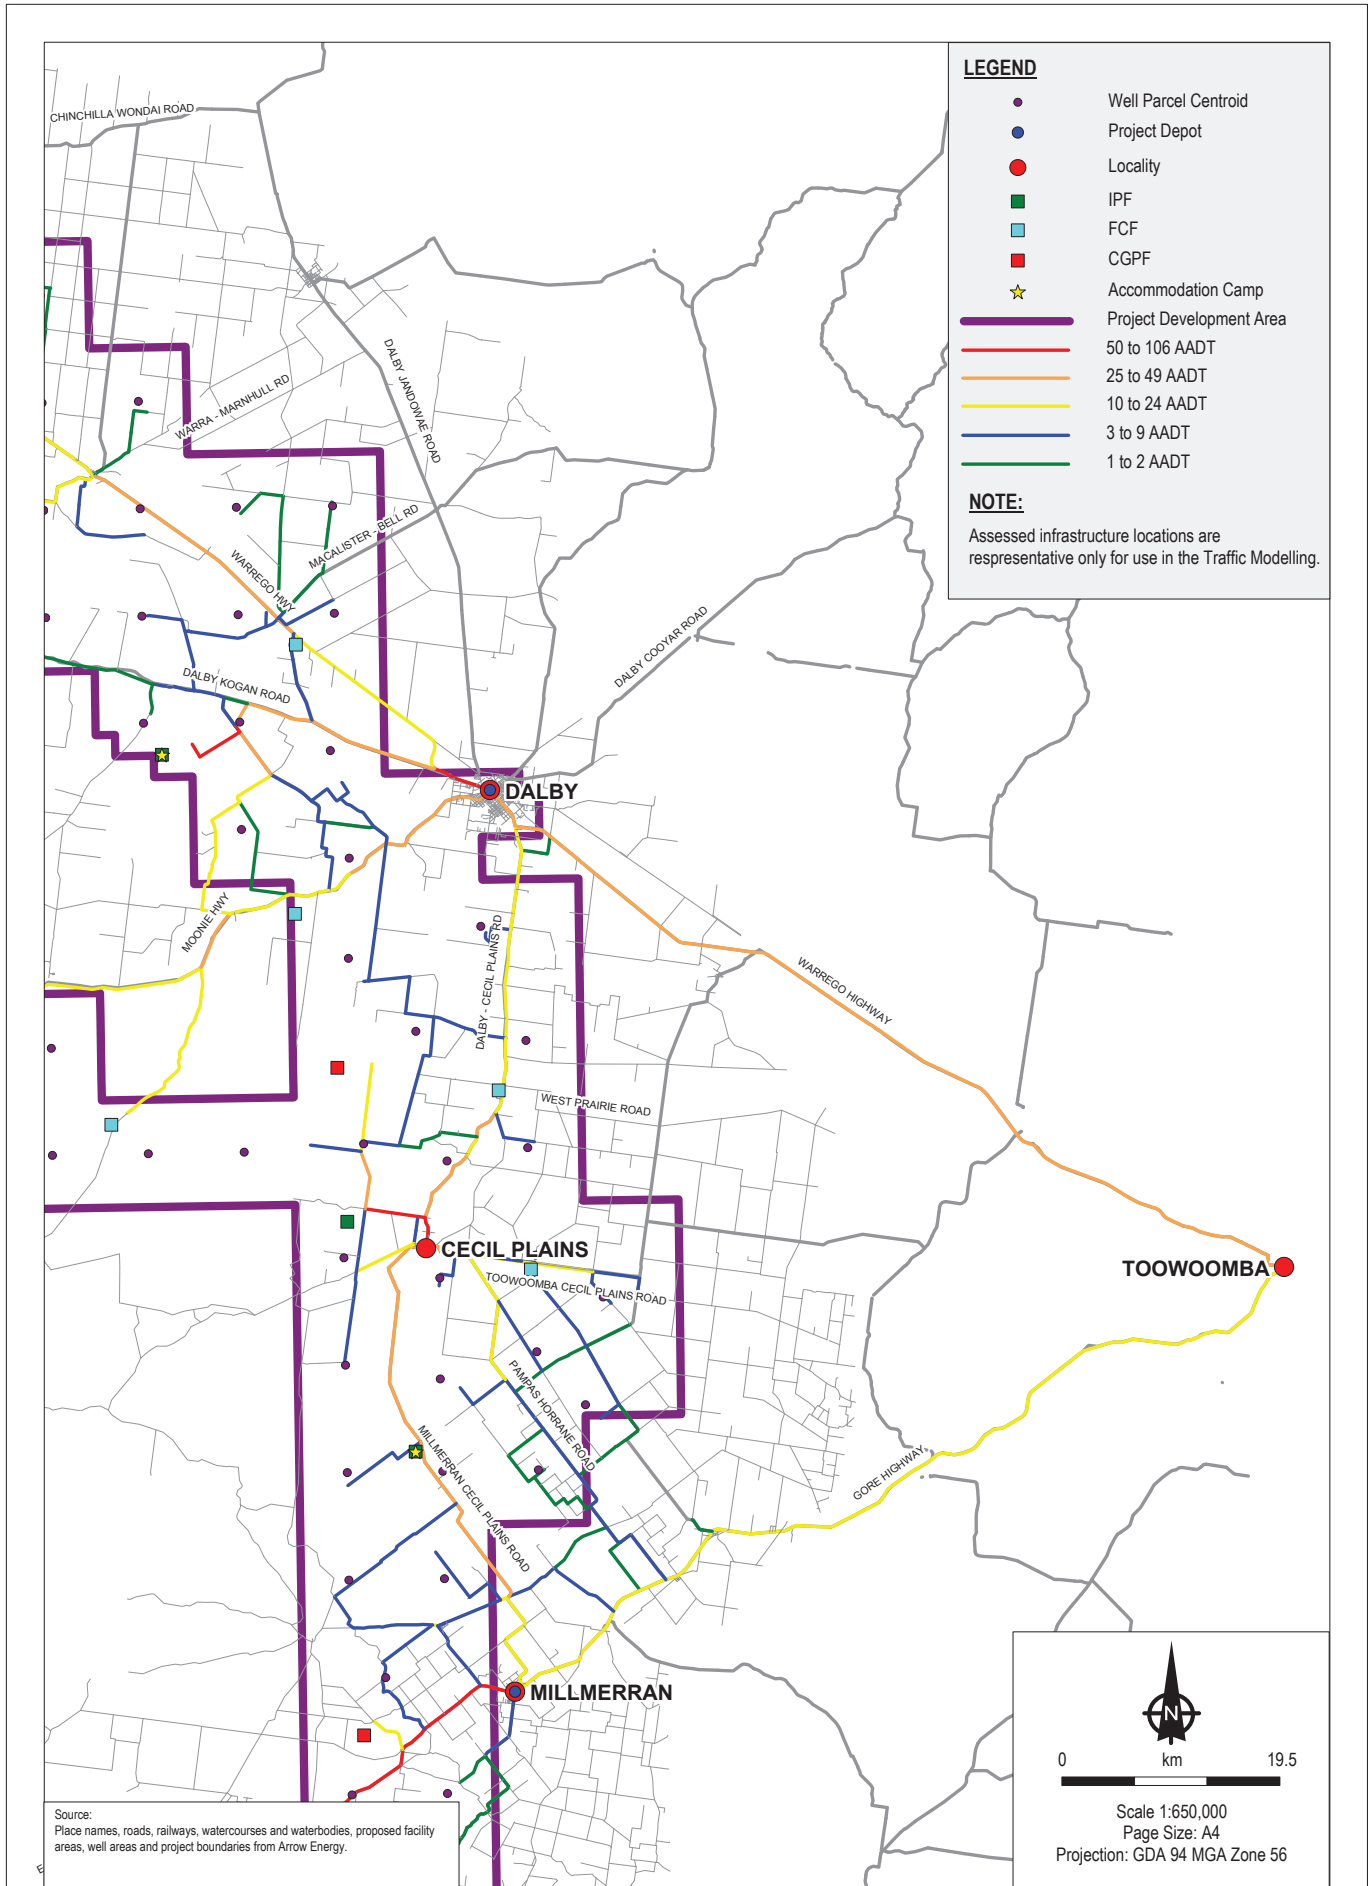 LEGEND
Well Parcel Centroid
Project Depot
Locality
IPF
FCF
CGPF
Accommodation Camp
Project Development Area
50 to 106 AADT
25 to 49 AADT
10 to 24 AADT
3 to 9 AADT
1 to 2 AADT
NOTE:
Assessed infrastructure locations are
respresentative only for use in the Traffic Modelling.
CHINCHILLA WONDAI ROAD
DALBY JANDOWAE ROAD
WARRA - MARNHULL RD
MACALISTER - BELL RD
WARREGO HWY
DALBY COOYAR ROAD
DALBY KOGAN ROAD
DALBY
MOONIE HWY
DALBY - CECIL PLAINS RD
WARREGO HIGHWAY
WEST PRAIRIE ROAD
CECIL PLAINS
TOOWOOMBA
TOOWOOMBA CECIL PLAINS ROAD
PAMPAS HORRANE ROAD
MILLMERRAN CECIL PLAINS ROAD
GORE HIGHWAY
MILLMERRAN
N
0 km 19.5
Scale 1:650,000
Page Size: A4
Projection: GDA 94 MGA Zone 56
Source:
Place names, roads, railways, watercourses and waterbodies, proposed facility
areas, well areas and project boundaries from Arrow Energy.